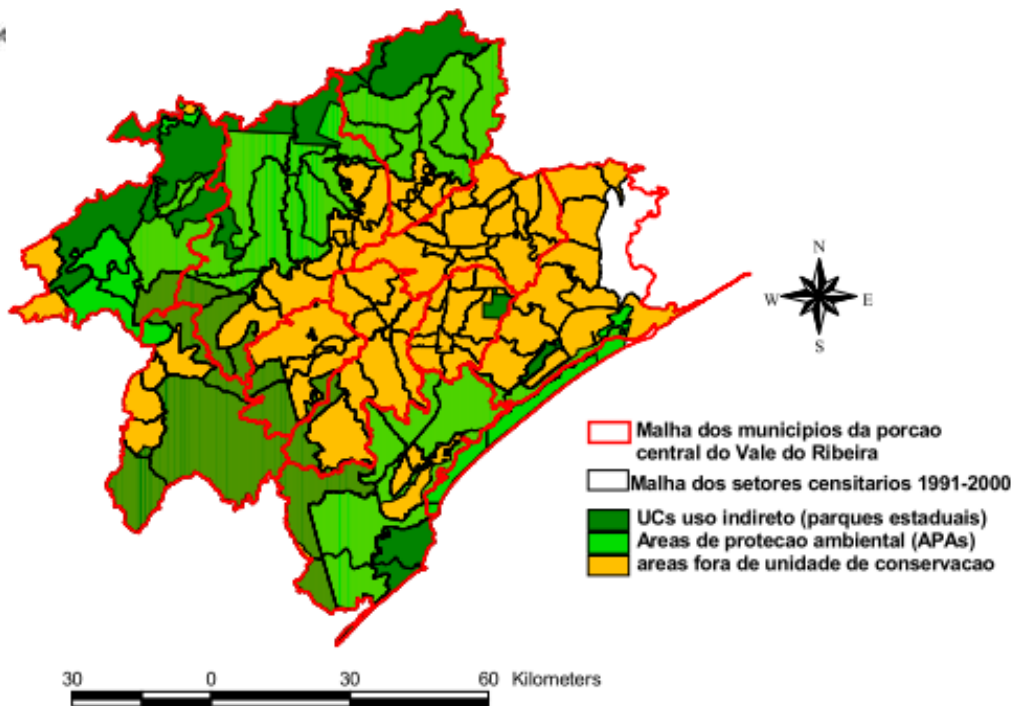 N
W E
S
Malha dos municipios da porcao
central do Vale do Ribeira
Malha dos setores censitarios 1991-2000
UCs uso indireto (parques estaduais)
Areas de protecao ambiental (APAs)
areas fora de unidade de conservacao
30 0 30 60 Kilometers